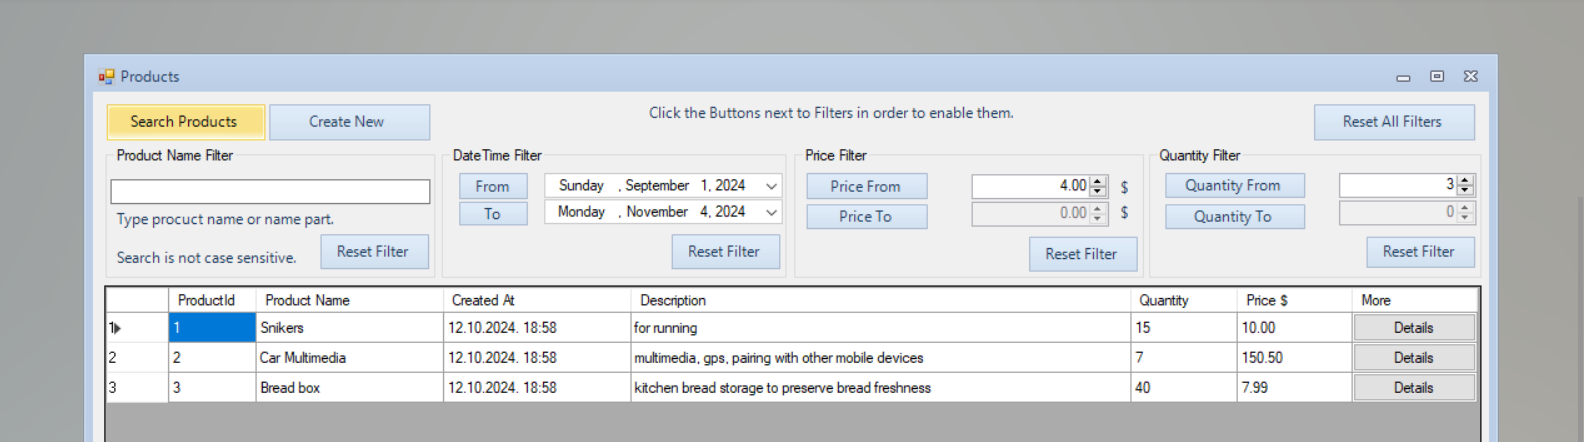 Products
Search Products Create New Click the Buttons next to Filters in order to enable them. Reset All Filters
Product Name Filter DateTime Filter Price Filter Quantity Filter
From Sunday , September 1, 2024 Price From 4.00 $ Quantity From 3
Type procuct name or name part. To Monday , November 4, 2024 Price To 0.00 $ Quantity To 0
Search is not case sensitive. Reset Filter Reset Filter Reset Filter Reset Filter
ProductId Product Name Created At Description Quantity Price $ More
1 1 Snikers 12.10.2024. 18:58 for running 15 10.00 Details
2 2 Car Multimedia 12.10.2024. 18:58 multimedia, gps, pairing with other mobile devices 7 150.50 Details
3 3 Bread box 12.10.2024. 18:58 kitchen bread storage to preserve bread freshness 40 7.99 Details